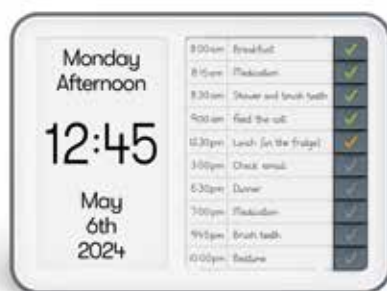 Monday
Afternoon
12:45
May
6th
2024
8:00am Breakfast
8:15am Medication
8:30am Shower and brush teeth
9:00am Feed the cat
12:30pm Lunch (in the fridge)
3:00pm Check email
6:30pm Dinner
7:00pm Medication
9:45pm Brush teeth
10:00pm Bedtime